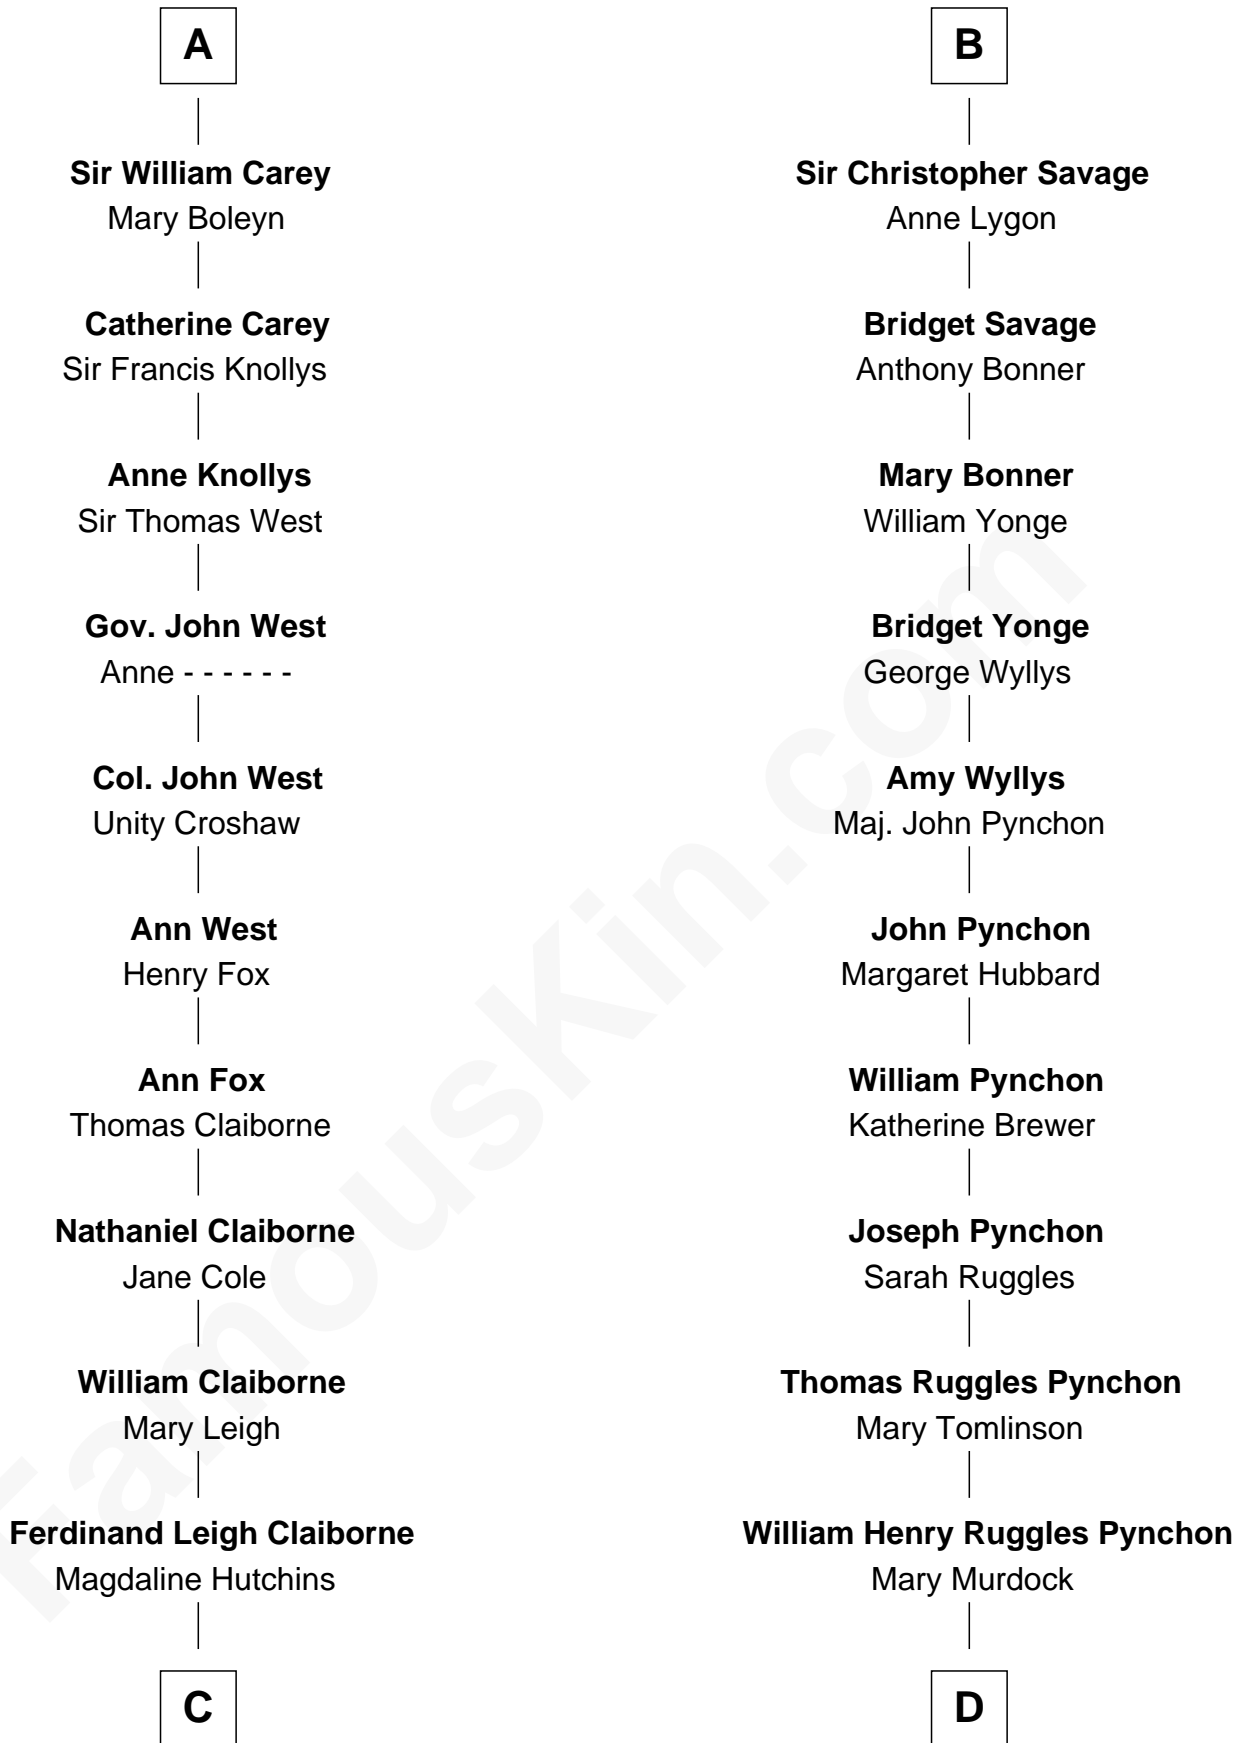 A
Sir William Carey
Mary Boleyn
Catherine Carey
Sir Francis Knollys
Anne Knollys
Sir Thomas West
Gov. John West
Anne - - - - - -
Col. John West
Unity Croshaw
Ann West
Henry Fox
Ann Fox
Thomas Claiborne
Nathaniel Claiborne
Jane Cole
William Claiborne
Mary Leigh
Ferdinand Leigh Claiborne
Magdaline Hutchins
C
B
Sir Christopher Savage
Anne Lygon
Bridget Savage
Anthony Bonner
Mary Bonner
William Yonge
Bridget Yonge
George Wyllys
Amy Wyllys
Maj. John Pynchon
John Pynchon
Margaret Hubbard
William Pynchon
Katherine Brewer
Joseph Pynchon
Sarah Ruggles
Thomas Ruggles Pynchon
Mary Tomlinson
William Henry Ruggles Pynchon
Mary Murdock
D
FamousKin.com